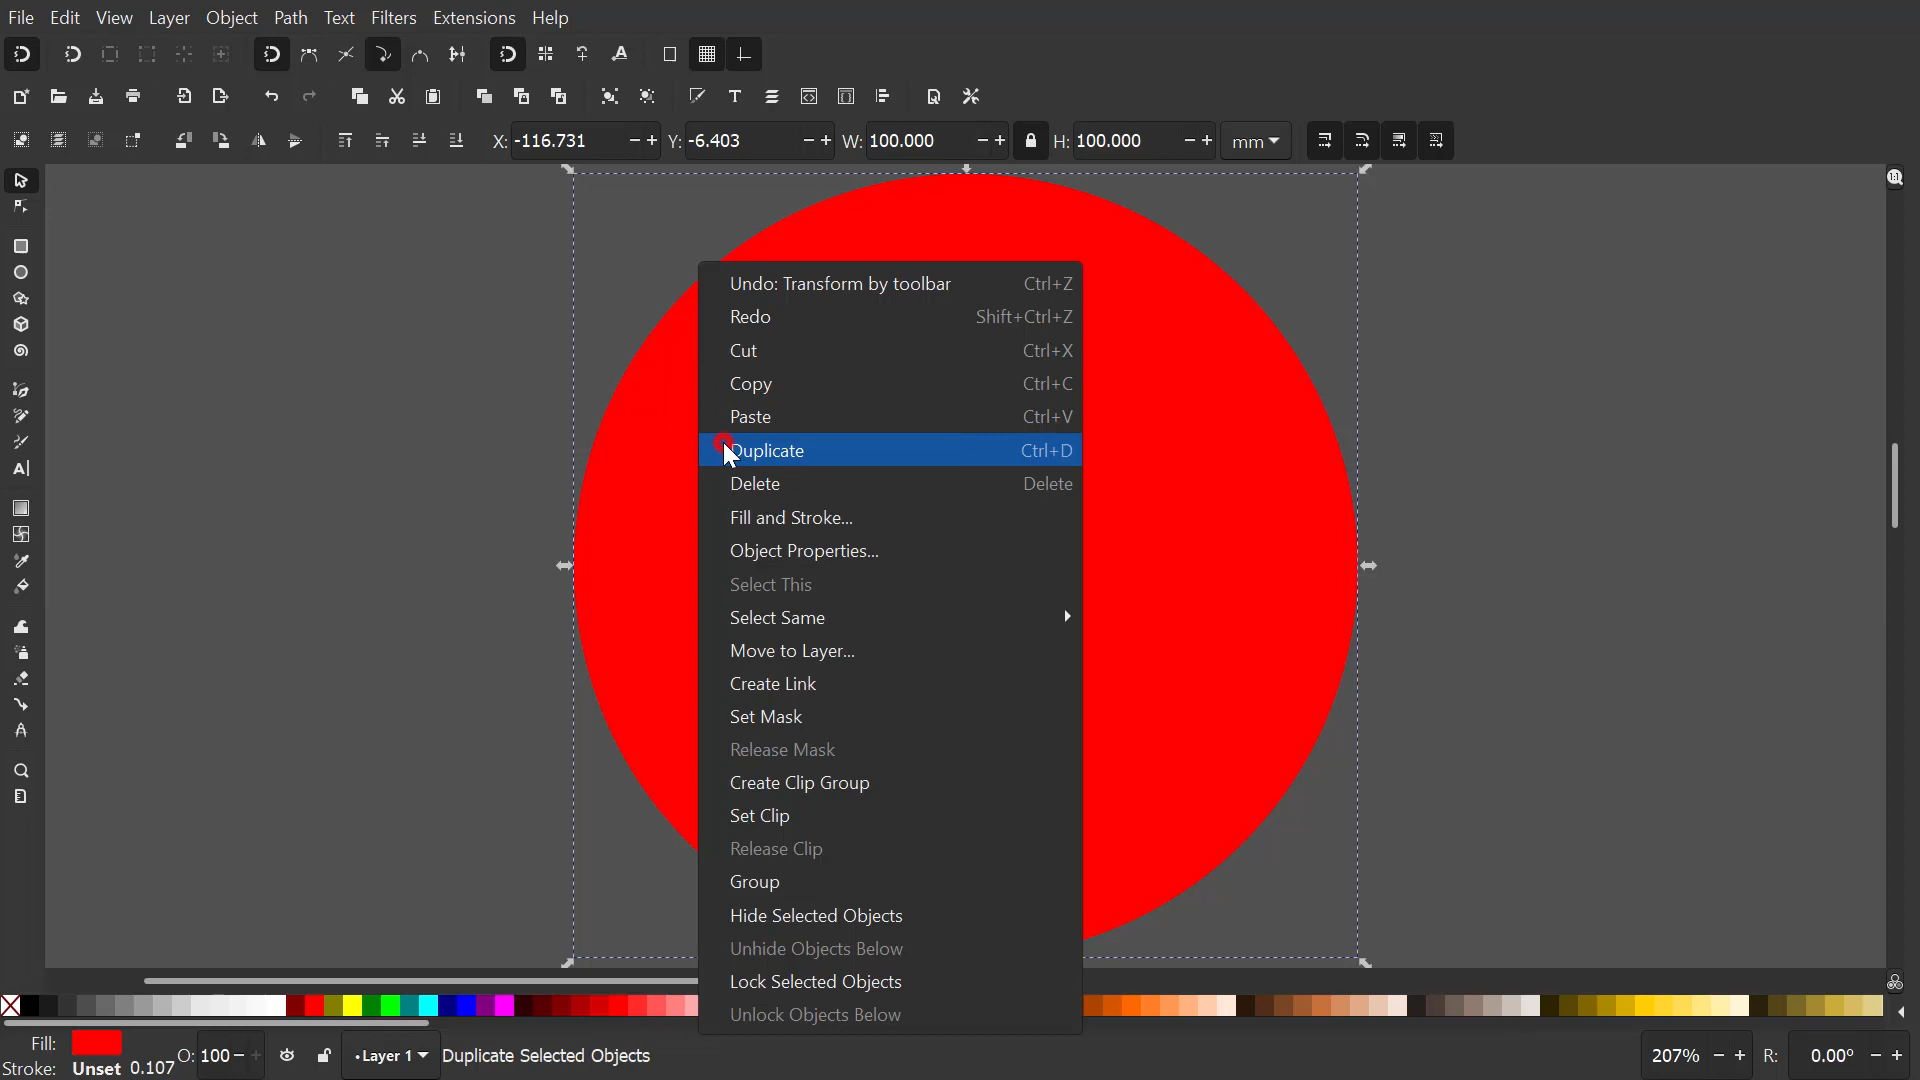 File Edit View Layer Object Path Text Filters Extensions Help
X: -116.731 Y: -6.403 W: 100.000 H: 100.000 mm
Undo: Transform by toolbar Ctrl+Z
Redo Shift+Ctrl+Z
Cut Ctrl+X
Copy Ctrl+C
Paste Ctrl+V
Duplicate Ctrl+D
Delete Delete
Fill and Stroke...
Object Properties...
Select This
Select Same
Move to Layer...
Create Link
Set Mask
Release Mask
Create Clip Group
Set Clip
Release Clip
Group
Hide Selected Objects
Unhide Objects Below
Lock Selected Objects
Unlock Objects Below
Fill:
Stroke: Unset 0.107 O: 100 •Layer 1 Duplicate Selected Objects 207% R: 0.00°